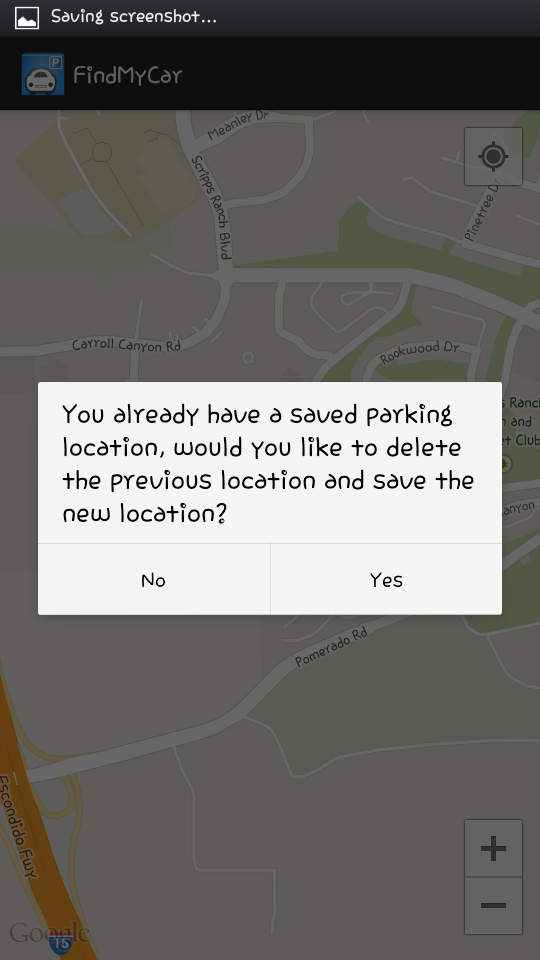 Saving screenshot...
P
FindMyCar
Meanley Dr
Scripps Ranch Blvd
Pinetree D
Carroll Canyon Rd
Rookwood Dr
s Ranc
and
t Club
You already have a saved parking
location, would you like to delete
the previous location and save the
new location?
anyon
No
Yes
Pomerado Rd
Escondido Fwy
Google
15